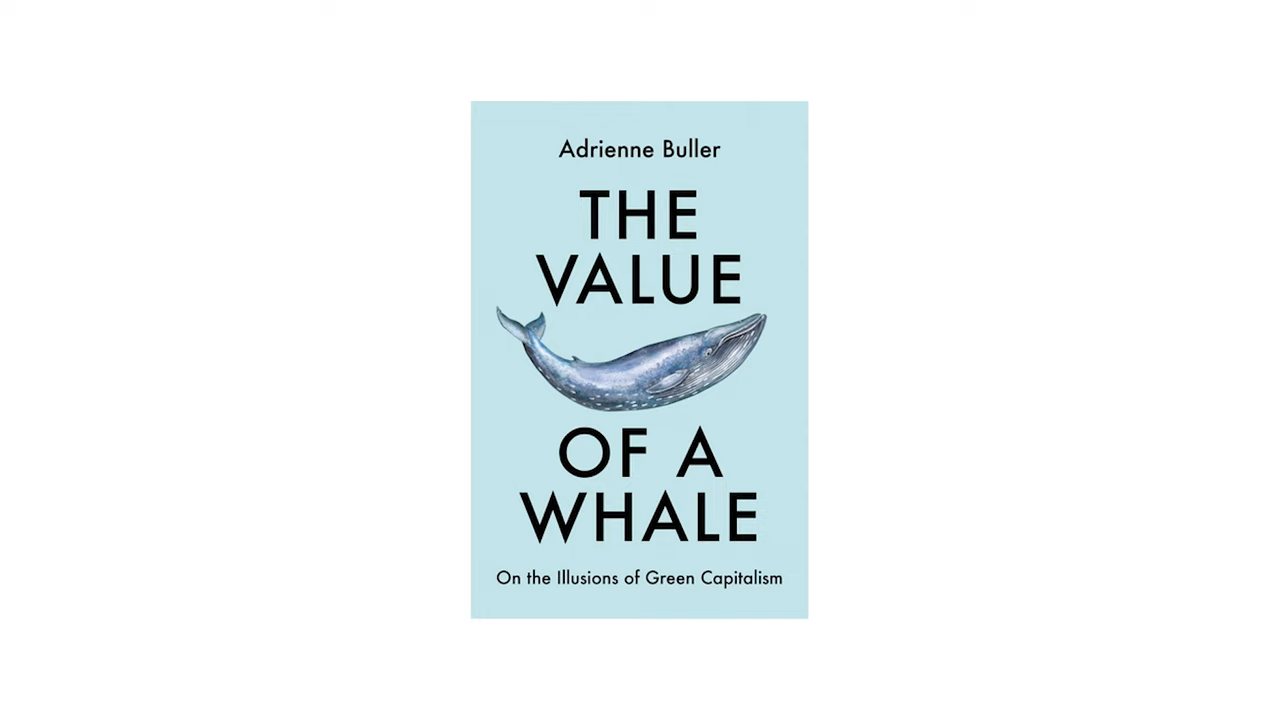 Adrienne Buller
THE
VALUE
OF A
WHALE
On the Illusions of Green Capitalism